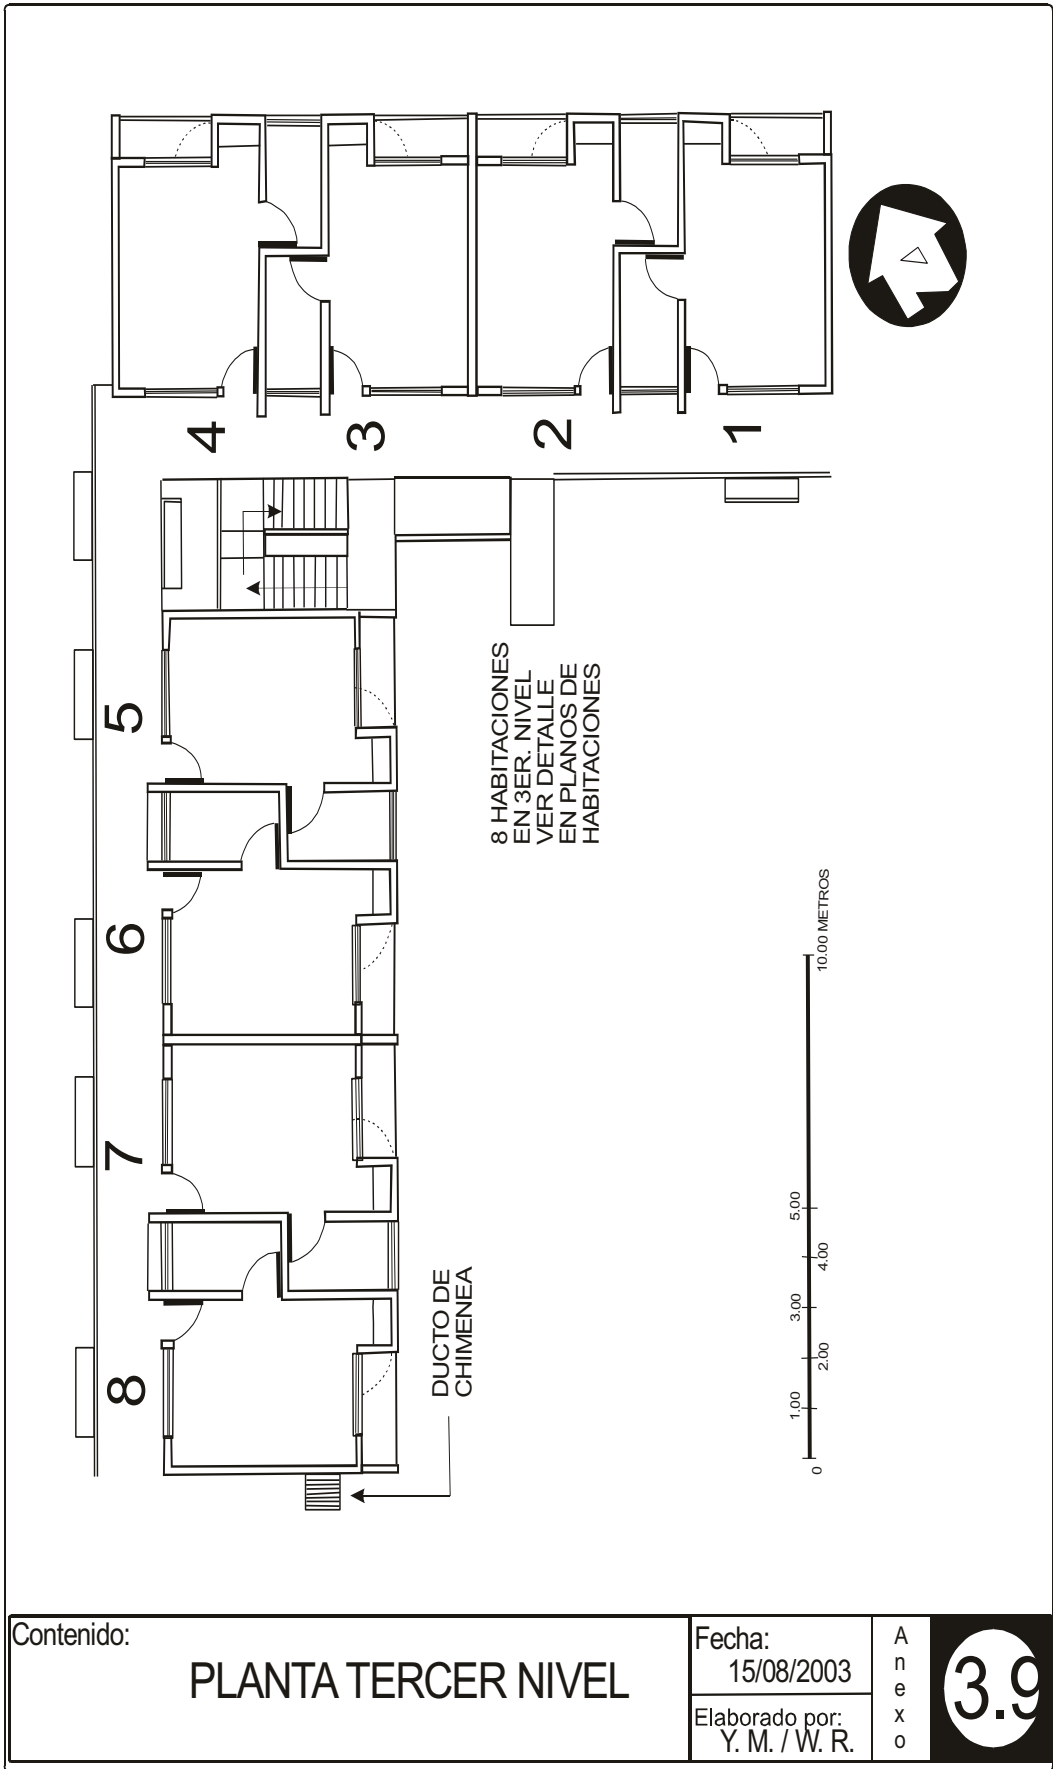 4
3
2
1
5
6
7
8
8 HABITACIONES
EN 3ER. NIVEL
VER DETALLE
EN PLANOS DE
HABITACIONES
DUCTO DE
CHIMENEA
0
1.00
2.00
3.00
4.00
5.00
10.00 METROS
Contenido:
PLANTA TERCER NIVEL
Fecha:
15/08/2003
Elaborado por:
Y. M. / W. R.
Anexo
3.9